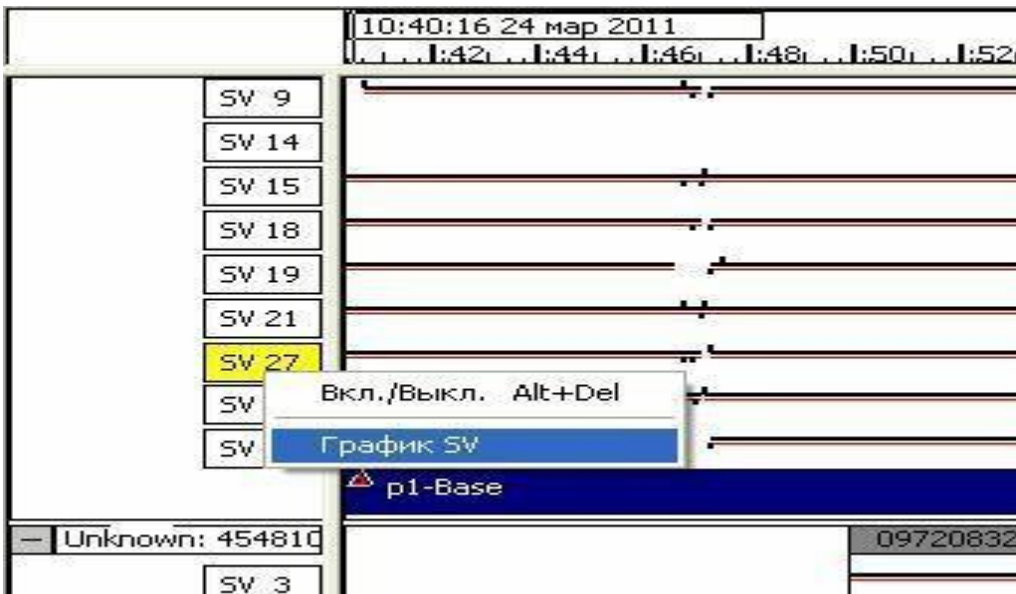 10:40:16 24 мар 2011
:42 :44 :46 :48 :50 :52
SV 9
SV 14
SV 15
SV 18
SV 19
SV 21
SV 27
Вкл./Выкл. Alt+Del
SV
График SV
SV
p1-Base
Unknown: 454810
09720832
SV 3